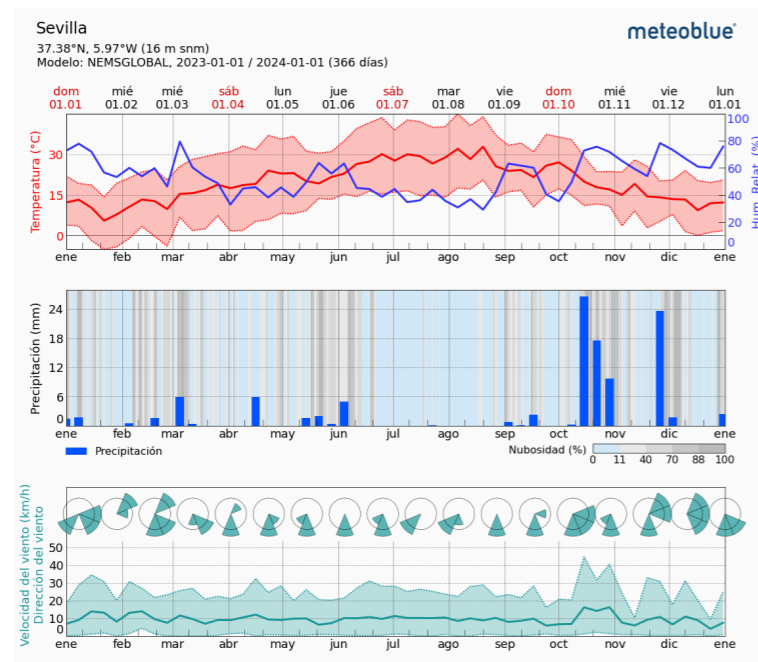 Sevilla
meteoblue
37.38°N, 5.97°W (16 m snm)
Modelo: NEMSGLOBAL, 2023-01-01 / 2024-01-01 (366 días)
dom mié mié sáb lun jue sáb mar vie dom mié vie lun
01.01 01.02 01.03 01.04 01.05 01.06 01.07 01.08 01.09 01.10 01.11 01.12 01.01
Temperatura (°C)
30
15
0
100
80
60
40
20
0
Hum. Relat. (%)
ene feb mar abr may jun jul ago sep oct nov dic ene
Precipitación (mm)
24
18
12
6
0
ene feb mar abr may jun jul ago sep oct nov dic ene
Precipitación
Nubosidad (%)
0 11 40 70 88 100
Velocidad del viento (km/h)
Dirección del viento
50
40
30
20
10
0
ene feb mar abr may jun jul ago sep oct nov dic ene